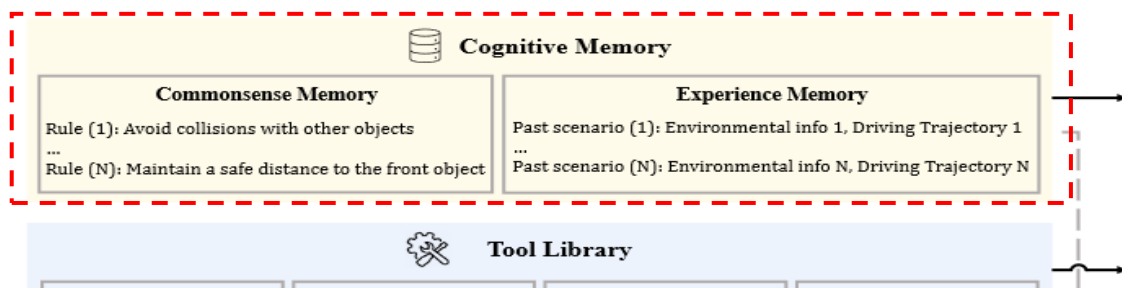 Cognitive Memory
Commonsense Memory
Rule (1): Avoid collisions with other objects
...
Rule (N): Maintain a safe distance to the front object
Experience Memory
Past scenario (1): Environmental info 1, Driving Trajectory 1
...
Past scenario (N): Environmental info N, Driving Trajectory N
Tool Library